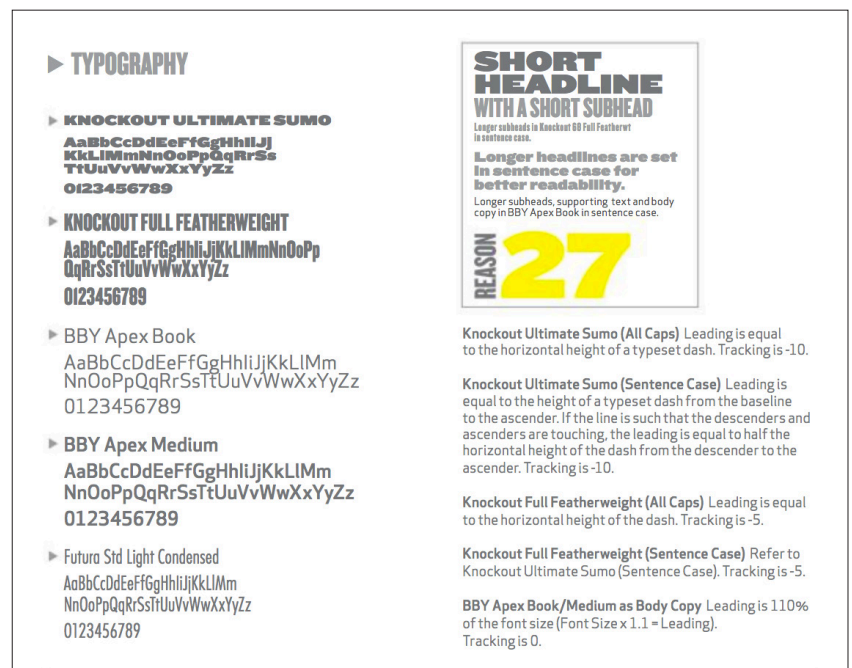 TYPOGRAPHY
KNOCKOUT ULTIMATE SUMO
AaBbCcDdEeFfGgHhIiJj
KkLlMmNnOoPpQqRrSs
TtUuVvWwXxYyZz
0123456789
KNOCKOUT FULL FEATHERWEIGHT
AaBbCcDdEeFfGgHhIiJjKkLlMmNnOoPp
QqRrSsTtUuVvWwXxYyZz
0123456789
BBY Apex Book
AaBbCcDdEeFfGgHhIiJjKkLlMm
NnOoPpQqRrSsTtUuVvWwXxYyZz
0123456789
BBY Apex Medium
AaBbCcDdEeFfGgHhIiJjKkLlMm
NnOoPpQqRrSsTtUuVvWwXxYyZz
0123456789
Futura Std Light Condensed
AaBbCcDdEeFfGgHhIiJjKkLlMm
NnOoPpQqRrSsTtUuVvWwXxYyZz
0123456789
SHORT
HEADLINE
WITH A SHORT SUBHEAD
Longer subheads in Knockout 68 Full Featherwt
in sentence case.
Longer headlines are set
in sentence case for
better readability.
Longer subheads, supporting text and body
copy in BBY Apex Book in sentence case.
REASON
27
Knockout Ultimate Sumo (All Caps) Leading is equal
to the horizontal height of a typeset dash. Tracking is -10.
Knockout Ultimate Sumo (Sentence Case) Leading is
equal to the height of a typeset dash from the baseline
to the ascender. If the line is such that the descenders and
ascenders are touching, the leading is equal to half the
horizontal height of the dash from the descender to the
ascender. Tracking is -10.
Knockout Full Featherweight (All Caps) Leading is equal
to the horizontal height of the dash. Tracking is -5.
Knockout Full Featherweight (Sentence Case) Refer to
Knockout Ultimate Sumo (Sentence Case). Tracking is -5.
BBY Apex Book/Medium as Body Copy Leading is 110%
of the font size (Font Size x 1.1 = Leading).
Tracking is 0.